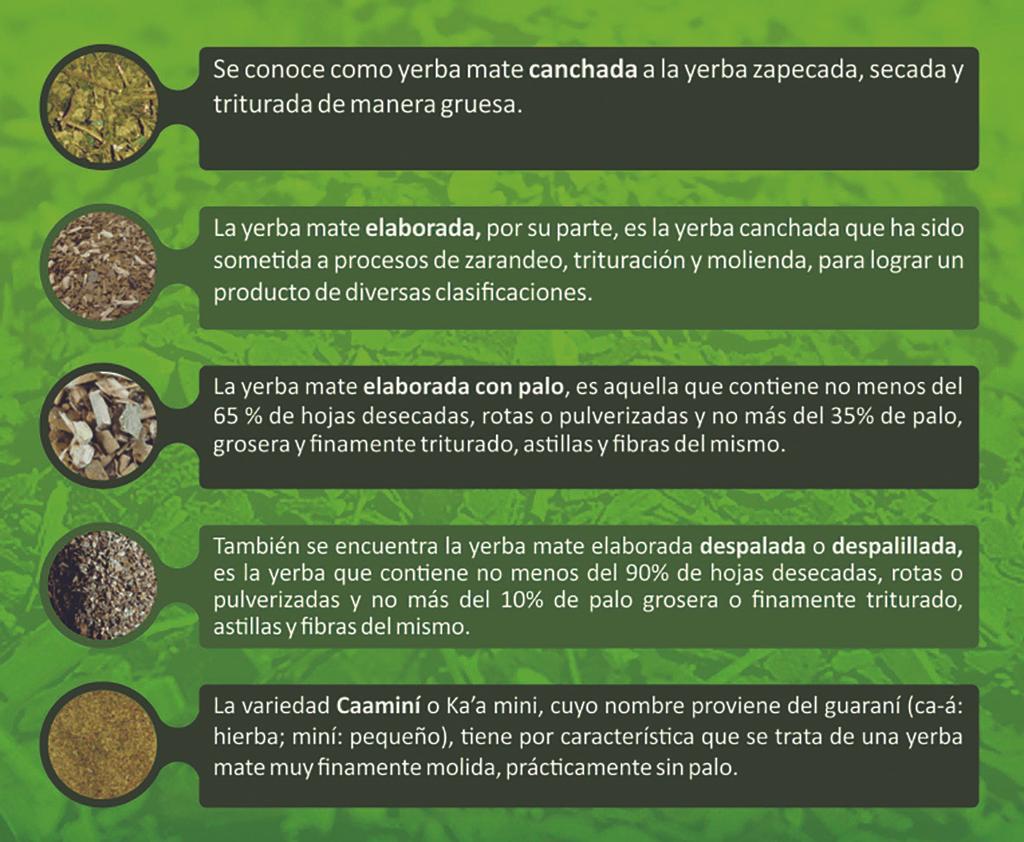 Se conoce como yerba mate canchada a la yerba zapecada, secada y
triturada de manera gruesa.
La yerba mate elaborada, por su parte, es la yerba canchada que ha sido
sometida a procesos de zarandeo, trituración y molienda, para lograr un
producto de diversas clasificaciones.
La yerba mate elaborada con palo, es aquella que contiene no menos del
65 % de hojas desecadas, rotas o pulverizadas y no más del 35% de palo,
grosera y finamente triturado, astillas y fibras del mismo.
También se encuentra la yerba mate elaborada despalada o despalillada,
es la yerba que contiene no menos del 90% de hojas desecadas, rotas o
pulverizadas y no más del 10% de palo grosera o finamente triturado,
astillas y fibras del mismo.
La variedad Caaminí o Ka’a mini, cuyo nombre proviene del guaraní (ca-á:
hierba; miní: pequeño), tiene por característica que se trata de una yerba
mate muy finamente molida, prácticamente sin palo.